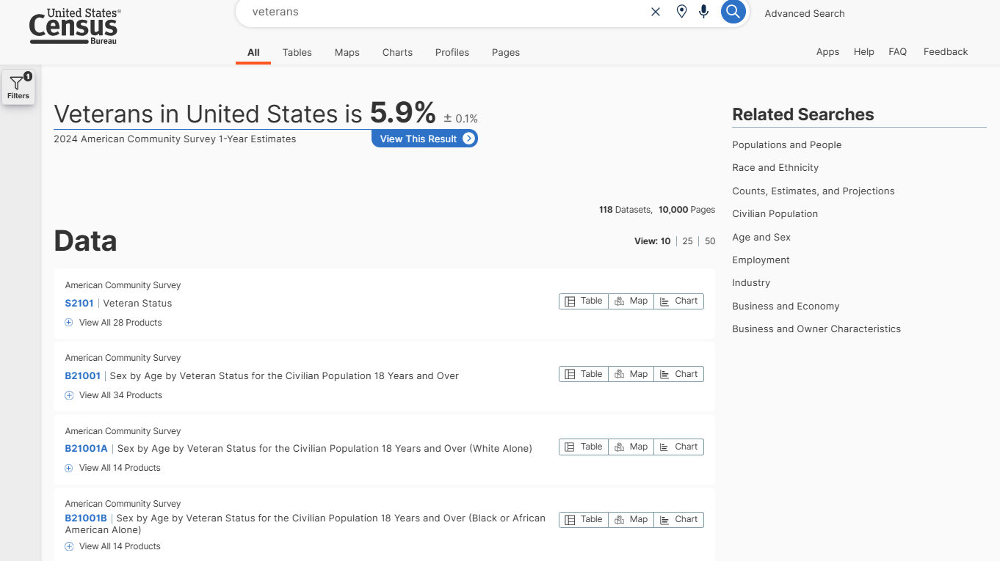 United States®
Census
Bureau
veterans
Advanced Search
All
Tables
Maps
Charts
Profiles
Pages
Apps
Help
FAQ
Feedback
1
Filters
Veterans in United States is 5.9% ± 0.1%
2024 American Community Survey 1-Year Estimates
View This Result
118 Datasets, 10,000 Pages
Data
View: 10 | 25 | 50
American Community Survey
S2101 | Veteran Status
View All 28 Products
Table
Map
Chart
American Community Survey
B21001 | Sex by Age by Veteran Status for the Civilian Population 18 Years and Over
View All 34 Products
Table
Map
Chart
American Community Survey
B21001A | Sex by Age by Veteran Status for the Civilian Population 18 Years and Over (White Alone)
View All 14 Products
Table
Map
Chart
American Community Survey
B21001B | Sex by Age by Veteran Status for the Civilian Population 18 Years and Over (Black or African
American Alone)
View All 14 Products
Table
Map
Chart
Related Searches
Populations and People
Race and Ethnicity
Counts, Estimates, and Projections
Civilian Population
Age and Sex
Employment
Industry
Business and Economy
Business and Owner Characteristics